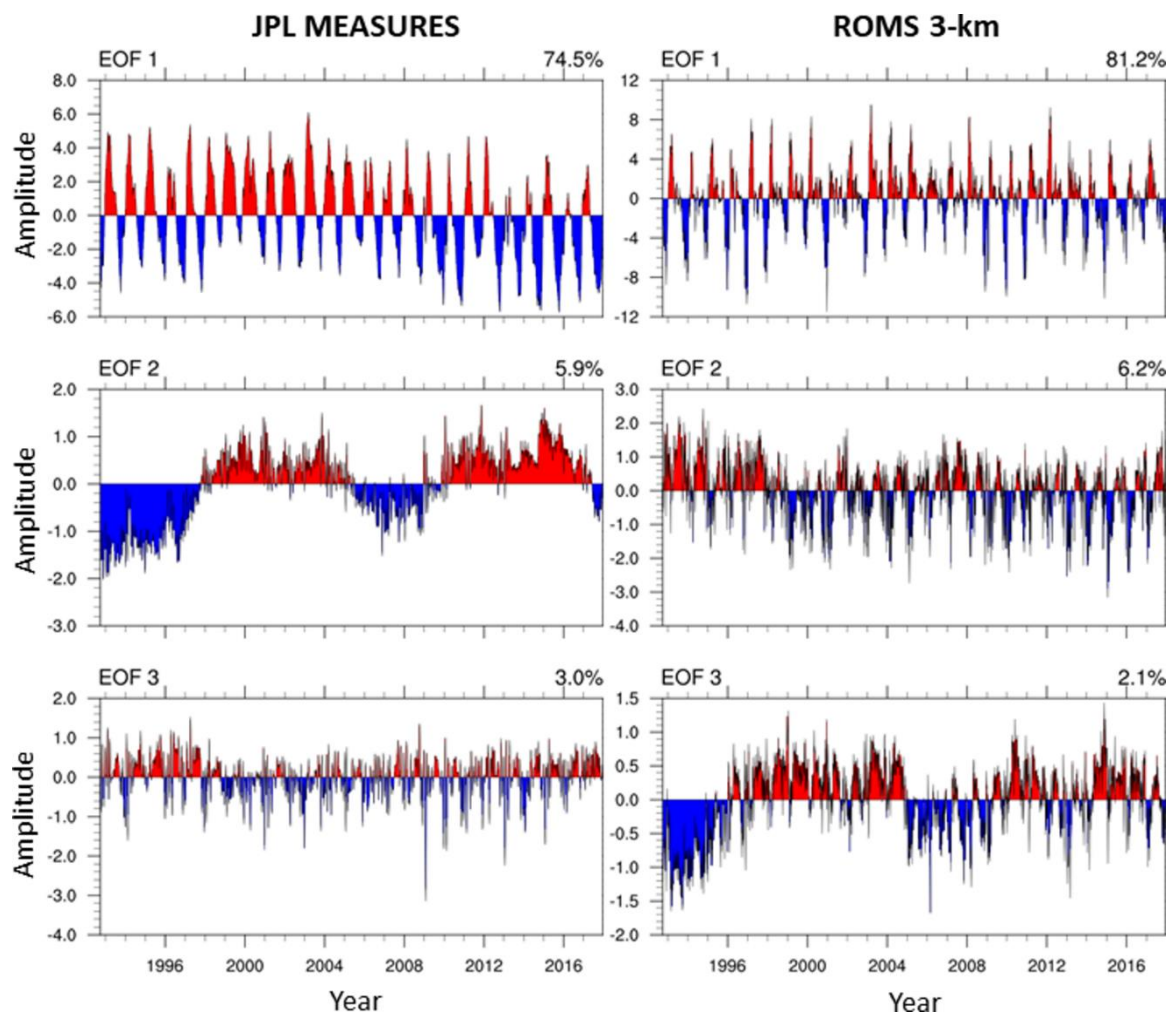 JPL MEASURES
ROMS 3-km
EOF 1 74.5%
8.0
6.0
4.0
2.0
0.0
-2.0
-4.0
-6.0
Amplitude
EOF 1 81.2%
12
8
4
0
-4
-8
-12
EOF 2 5.9%
2.0
1.0
0.0
-1.0
-2.0
-3.0
Amplitude
EOF 2 6.2%
3.0
2.0
1.0
0.0
-1.0
-2.0
-3.0
-4.0
EOF 3 3.0%
2.0
1.0
0.0
-1.0
-2.0
-3.0
-4.0
Amplitude
1996 2000 2004 2008 2012 2016
Year
EOF 3 2.1%
1.5
1.0
0.5
0.0
-0.5
-1.0
-1.5
-2.0
1996 2000 2004 2008 2012 2016
Year